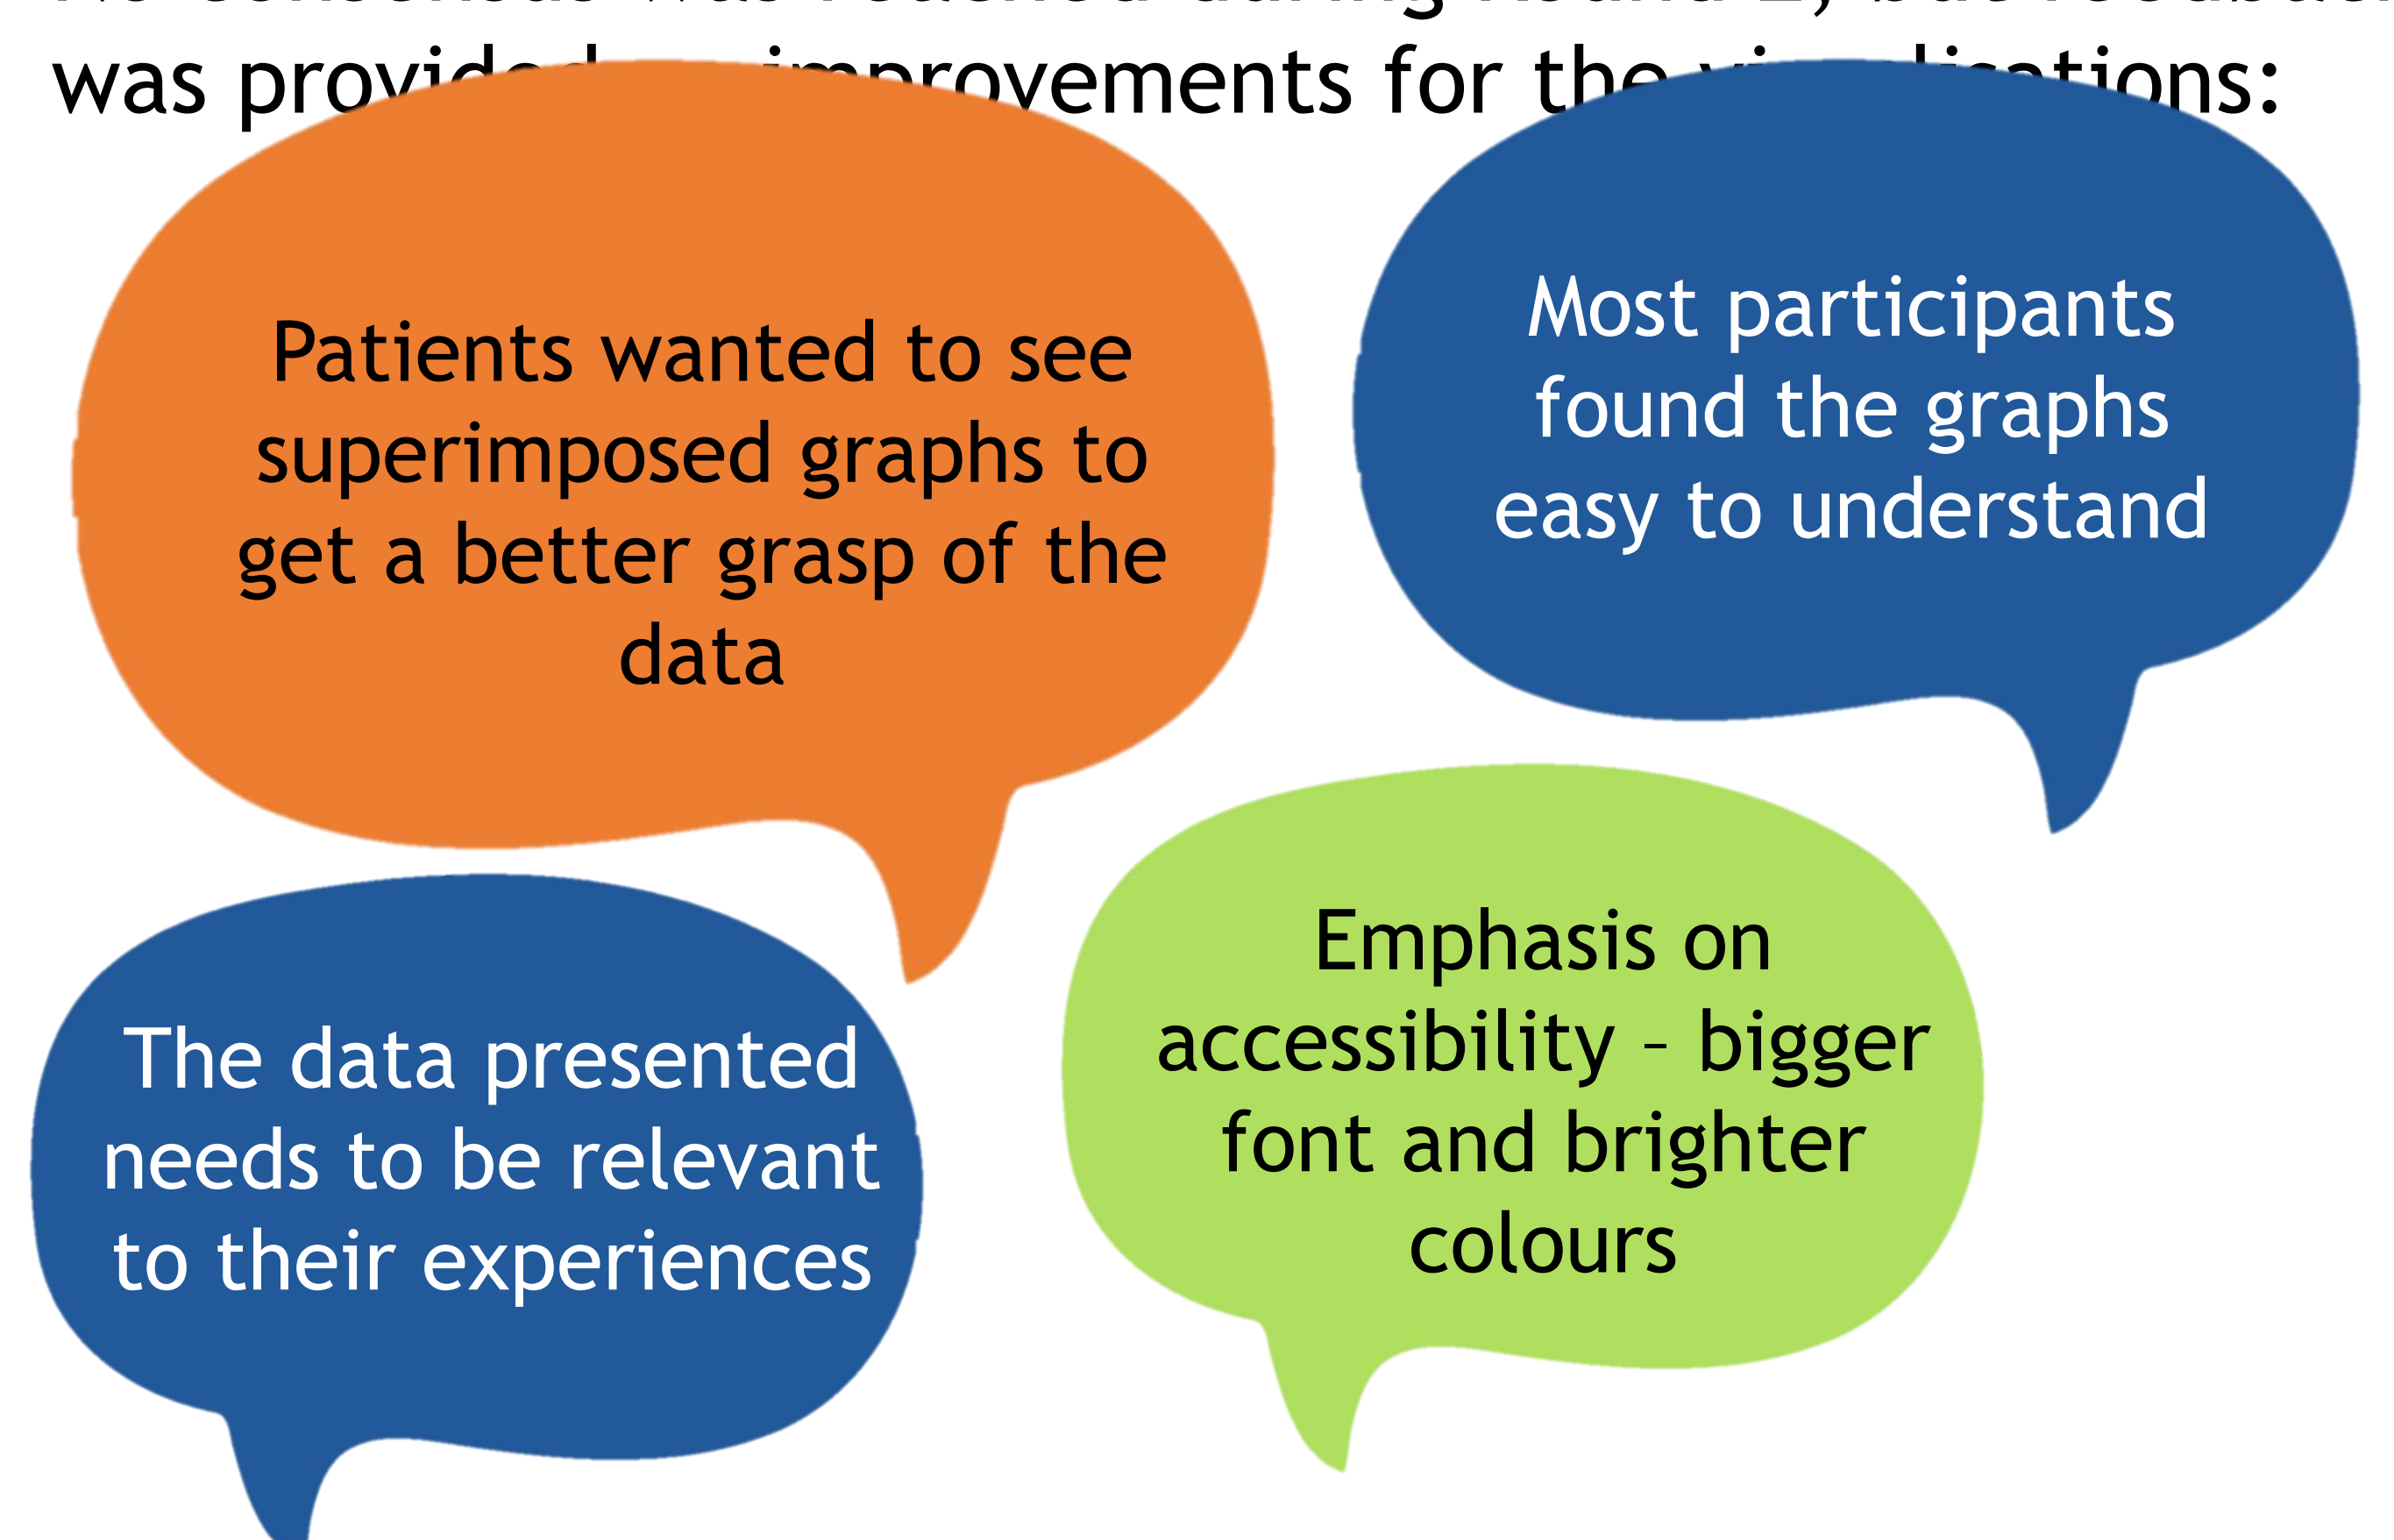 was provided improvements for the
Patients wanted to see
superimposed graphs to
get a better grasp of the
data
Most participants
found the graphs
easy to understand
The data presented
needs to be relevant
to their experiences
Emphasis on
accessibility - bigger
font and brighter
colours